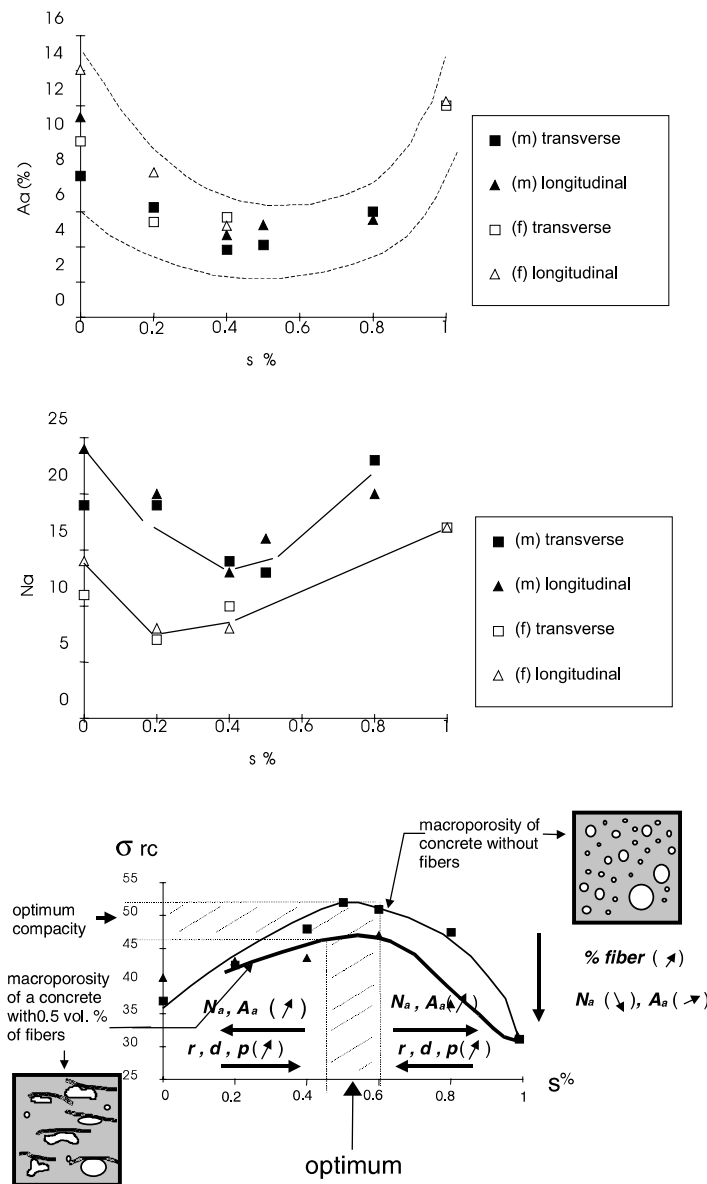 16
14
12
10
8
6
4
2
0
Aa (%)
0 0.2 0.4 0.6 0.8 1
s %
(m) transverse
(m) longitudinal
(f) transverse
(f) longitudinal
25
20
15
10
5
0
Na
0 0.2 0.4 0.6 0.8 1
s %
(m) transverse
(m) longitudinal
(f) transverse
(f) longitudinal
σ rc
55
50
45
40
35
30
25
0 0.2 0.4 0.6 0.8 1
S%
optimum
compacity
macroporosity
of a concrete
with0.5 vol. %
of fibers
macroporosity of
concrete without
fibers
Na, Aa (↗)
r, d, p(↗)
Na, Aa(↗)
r, d, p(↗)
optimum
% fiber (↗)
Na (↘), Aa (↗)